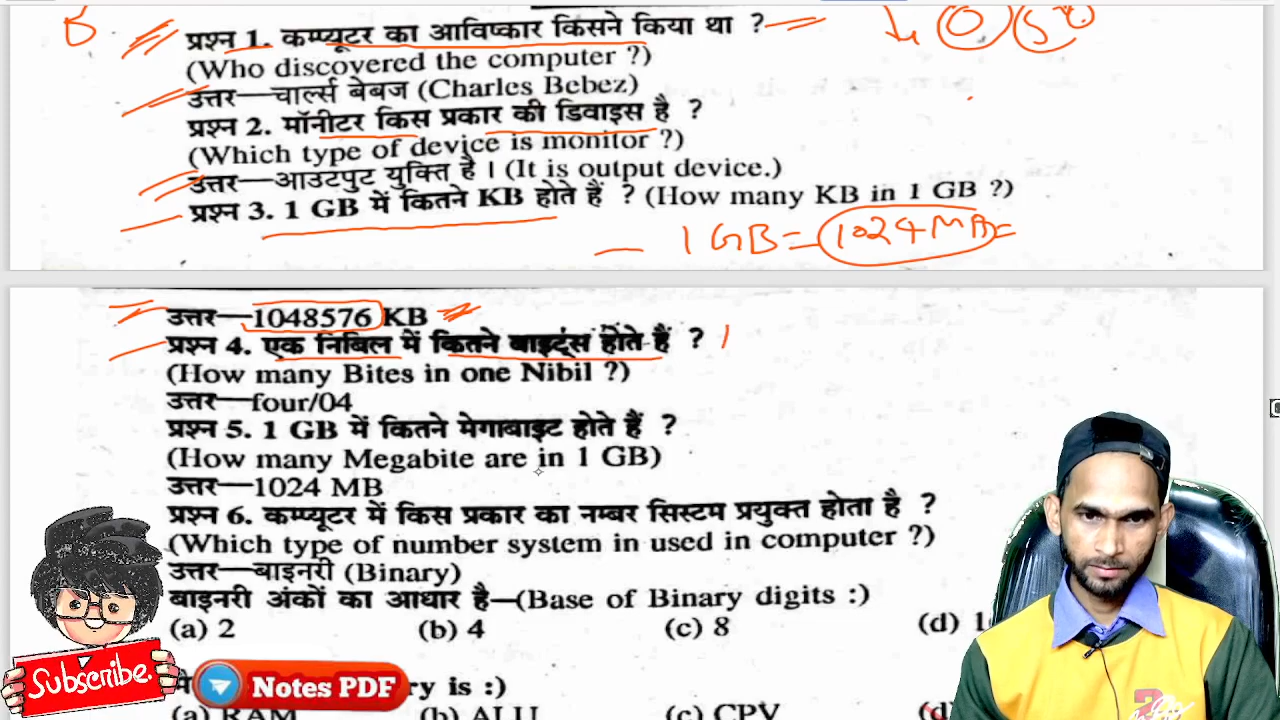 प्रश्न 1. कम्प्यूटर का आविष्कार किसने किया था ?
(Who discovered the computer ?)
उत्तर—चार्ल्स बेबज (Charles Bebez)
प्रश्न 2. मॉनीटर किस प्रकार की डिवाइस है ?
(Which type of device is monitor ?)
उत्तर—आउटपुट युक्ति है। (It is output device.)
प्रश्न 3. 1 GB में कितने KB होते हैं ? (How many KB in 1 GB ?)
1 GB = 1024 MB =
उत्तर—1048576 KB
प्रश्न 4. एक निबिल में कितने बाइट्स होते हैं ?
(How many Bites in one Nibil ?)
उत्तर—four/04
प्रश्न 5. 1 GB में कितने मेगाबाइट होते हैं ?
(How many Megabite are in 1 GB)
उत्तर—1024 MB
प्रश्न 6. कम्प्यूटर में किस प्रकार का नम्बर सिस्टम प्रयुक्त होता है ?
(Which type of number system in used in computer ?)
उत्तर—बाइनरी (Binary)
बाइनरी अंकों का आधार है—(Base of Binary digits :)
(a) 2 (b) 4 (c) 8 (d)
Subscribe.
Notes PDF
is :)
(a) RAM (b) ALU (c) CPV